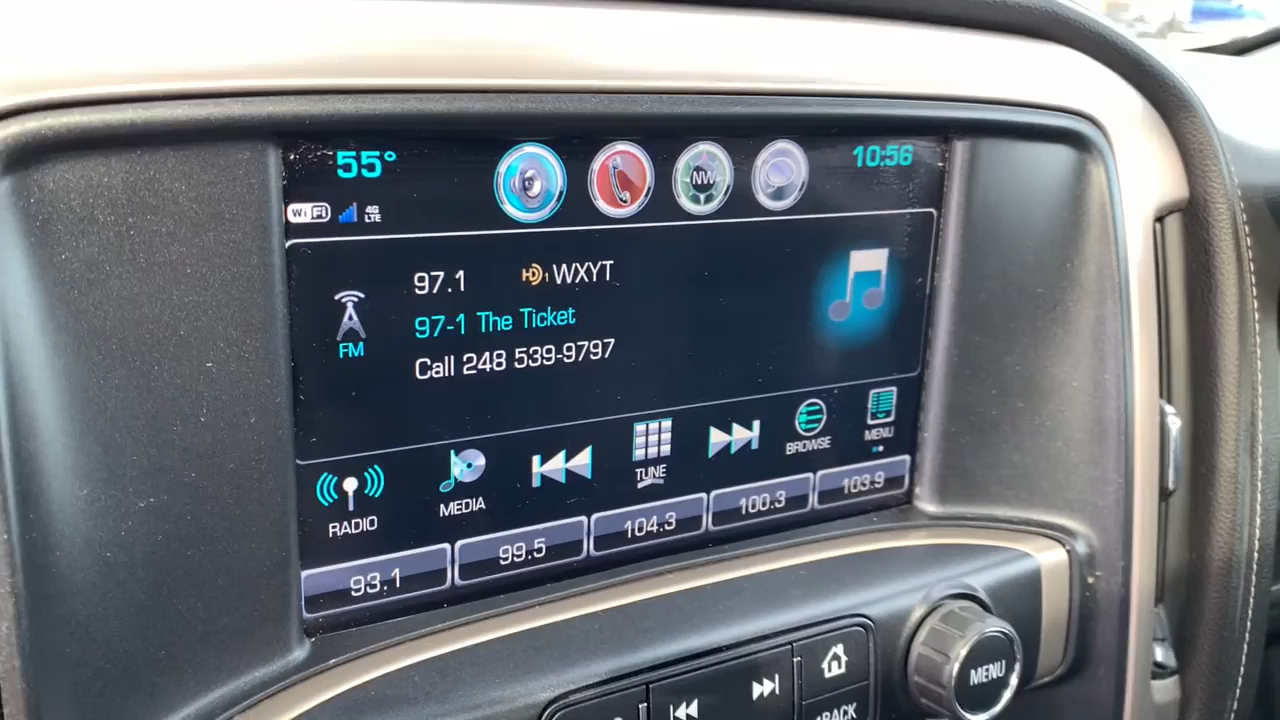 55°
NW
10:56
WiFi
4G
LTE
97.1
HD1 WXYT
97-1 The Ticket
FM
Call 248 539-9797
RADIO
MEDIA
TUNE
BROWSE
MENU
93.1
99.5
104.3
100.3
103.9
MENU
BACK